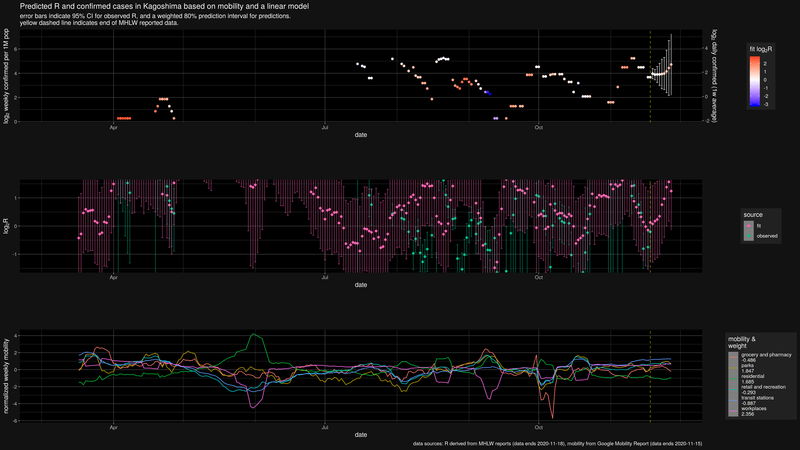 Predicted R and confirmed cases in Kagoshima based on mobility and a linear model
error bars indicate 95% CI for observed R, and a weighted 80% prediction interval for predictions.
yellow dashed line indicates end of MHLW reported data.
log₂ weekly confirmed per 1M pop
6
4
2
0
4
2
0
-2
log₂ daily confirmed (1w average)
Apr
Jul
Oct
date
fit log₂R
2
1
0
-1
-2
-3
log₂R
1
0
-1
Apr
Jul
Oct
date
source
fit
observed
normalized weekly mobility
4
2
0
-2
-4
-6
Apr
Jul
Oct
date
mobility &
weight
grocery and pharmacy
-0.486
parks
1.847
residential
1.685
retail and recreation
-0.293
transit stations
-0.887
workplaces
2.356
data sources: R derived from MHLW reports (data ends 2020-11-18), mobility from Google Mobility Report (data ends 2020-11-15)